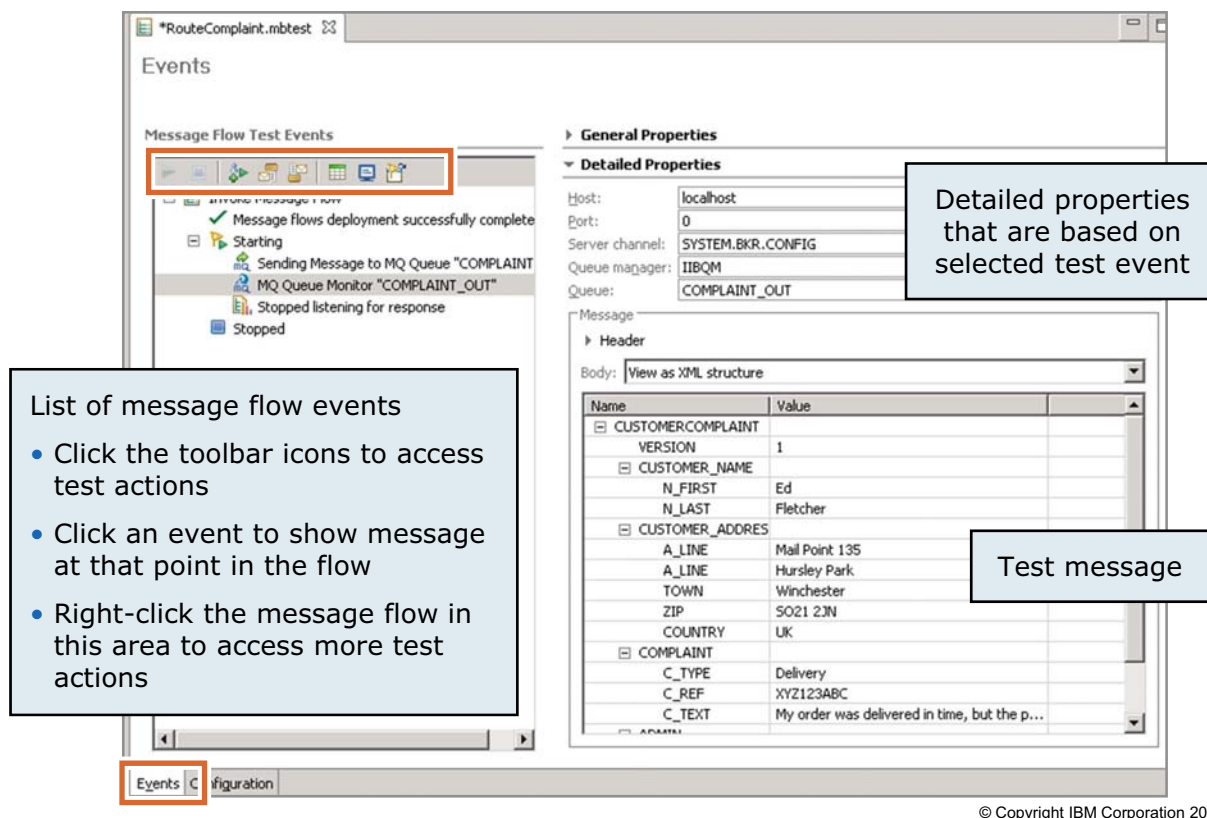 *RouteComplaint.mbtest
Events
Message Flow Test Events
Invoke Message Flow
Message flows deployment successfully complete
Starting
Sending Message to MQ Queue "COMPLAINT
MQ Queue Monitor "COMPLAINT_OUT"
Stopped listening for response
Stopped
General Properties
Detailed Properties
Host: localhost
Port: 0
Server channel: SYSTEM.BKR.CONFIG
Queue manager: IIBQM
Queue: COMPLAINT_OUT
Message
Header
Body: View as XML structure
Name Value
CUSTOMERCOMPLAINT
VERSION 1
CUSTOMER_NAME
N_FIRST Ed
N_LAST Fletcher
CUSTOMER_ADDRES
A_LINE Mail Point 135
A_LINE Hursley Park
TOWN Winchester
ZIP SO21 2JN
COUNTRY UK
COMPLAINT
C_TYPE Delivery
C_REF XYZ123ABC
C_TEXT My order was delivered in time, but the p...
ADMIN
Detailed properties
that are based on
selected test event
Test message
List of message flow events
• Click the toolbar icons to access
test actions
• Click an event to show message
at that point in the flow
• Right-click the message flow in
this area to access more test
actions
Events
figuration
© Copyright IBM Corporation 20